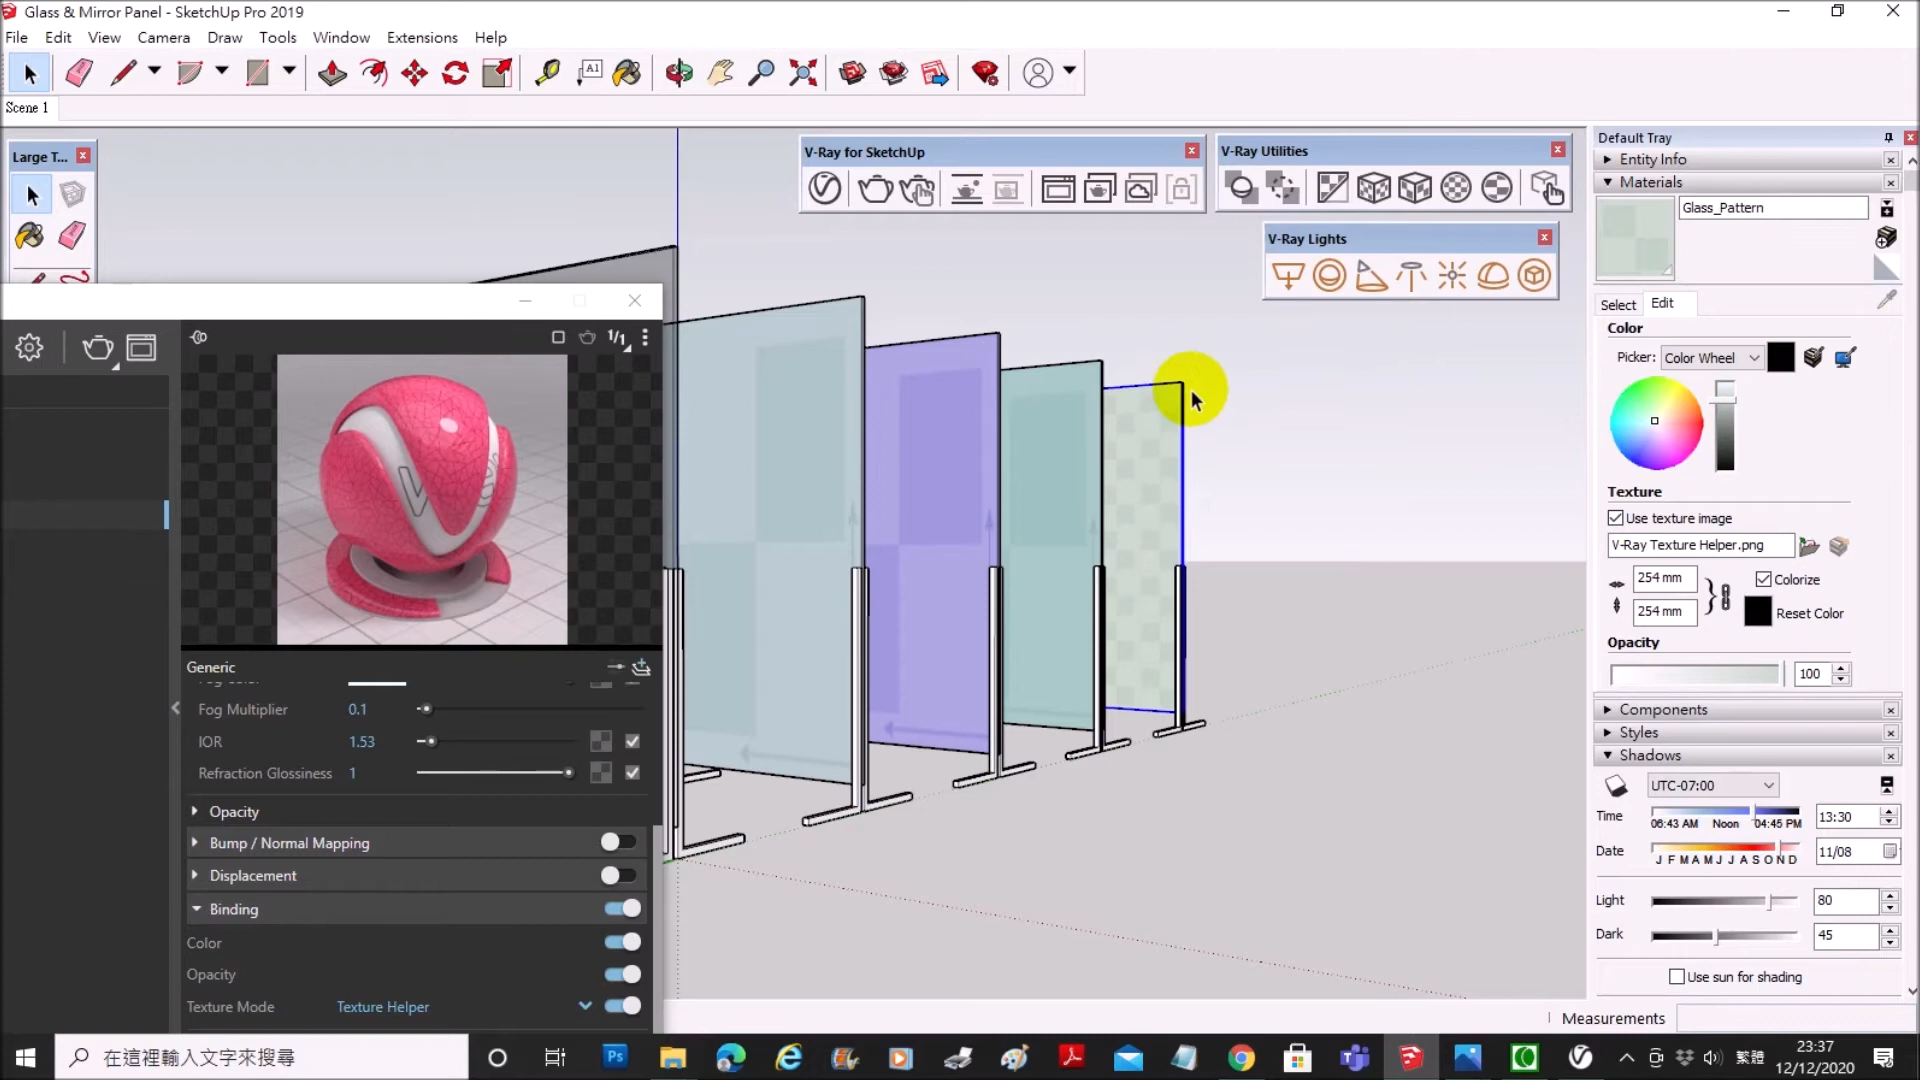 Glass & Mirror Panel - SketchUp Pro 2019
File Edit View Camera Draw Tools Window Extensions Help
A1
Scene 1
Large T...
V-Ray for SketchUp
V-Ray Utilities
V-Ray Lights
Default Tray
Entity Info
Materials
Glass_Pattern
Select Edit
Color
Picker: Color Wheel
Texture
Use texture image
V-Ray Texture Helper.png
254 mm
Colorize
254 mm
Reset Color
Opacity
100
Components
Styles
Shadows
UTC-07:00
Time
06:43 AM Noon 04:45 PM
13:30
Date
J F M A M J J A S O N D
11/08
Light
80
Dark
45
Use sun for shading
Measurements
1/1
Generic
Fog Multiplier 0.1
IOR 1.53
Refraction Glossiness 1
Opacity
Bump / Normal Mapping
Displacement
Binding
Color
Opacity
Texture Mode Texture Helper
在這裡輸入文字來搜尋
Ps
繁體
23:37
12/12/2020